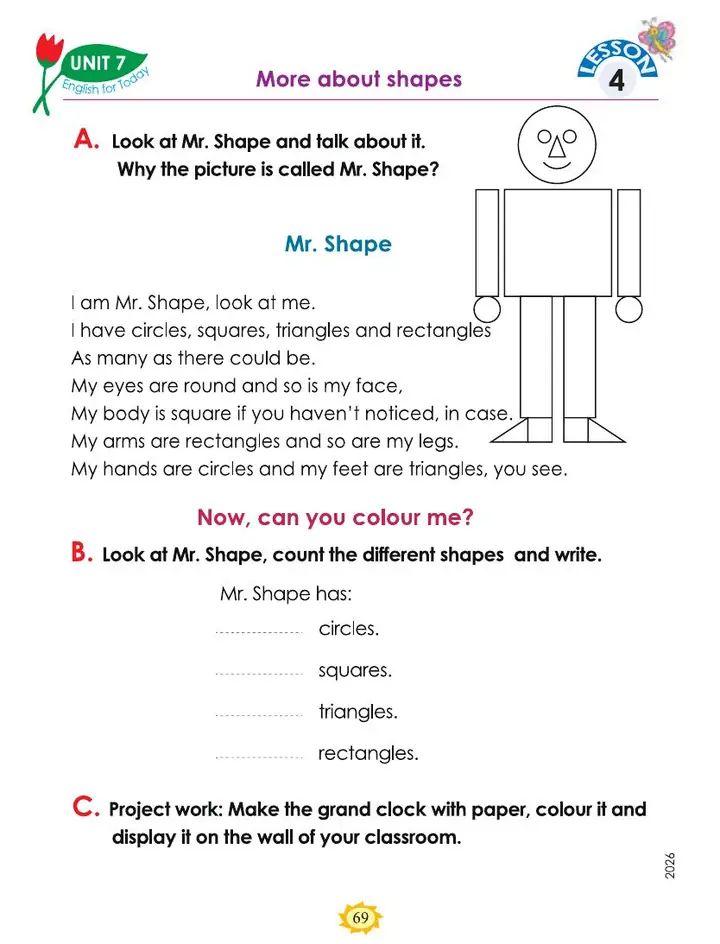 UNIT 7
English for Today
More about shapes
LESSON
4
A. Look at Mr. Shape and talk about it.
Why the picture is called Mr. Shape?
Mr. Shape
I am Mr. Shape, look at me.
I have circles, squares, triangles and rectangles
As many as there could be.
My eyes are round and so is my face,
My body is square if you haven't noticed, in case.
My arms are rectangles and so are my legs.
My hands are circles and my feet are triangles, you see.
Now, can you colour me?
B. Look at Mr. Shape, count the different shapes and write.
Mr. Shape has:
........................ circles.
........................ squares.
........................ triangles.
........................ rectangles.
C. Project work: Make the grand clock with paper, colour it and
display it on the wall of your classroom.
2026
69